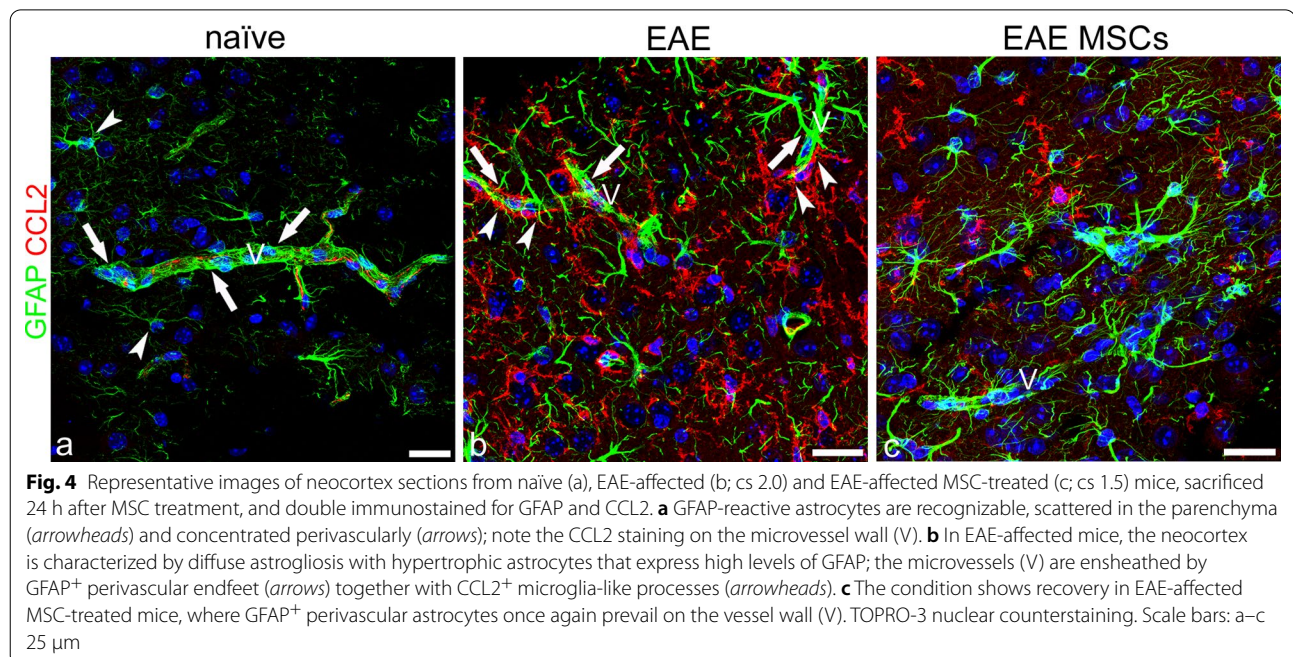 naïve EAE EAE MSCs
GFAP CCL2
V
a
V
V
b
V
c
Fig. 4 Representative images of neocortex sections from naïve (a), EAE-affected (b; cs 2.0) and EAE-affected MSC-treated (c; cs 1.5) mice, sacrificed
24 h after MSC treatment, and double immunostained for GFAP and CCL2. a GFAP-reactive astrocytes are recognizable, scattered in the parenchyma
(arrowheads) and concentrated perivascularly (arrows); note the CCL2 staining on the microvessel wall (V). b In EAE-affected mice, the neocortex
is characterized by diffuse astrogliosis with hypertrophic astrocytes that express high levels of GFAP; the microvessels (V) are ensheathed by
GFAP+ perivascular endfeet (arrows) together with CCL2+ microglia-like processes (arrowheads). c The condition shows recovery in EAE-affected
MSC-treated mice, where GFAP+ perivascular astrocytes once again prevail on the vessel wall (V). TOPRO-3 nuclear counterstaining. Scale bars: a–c
25 μm